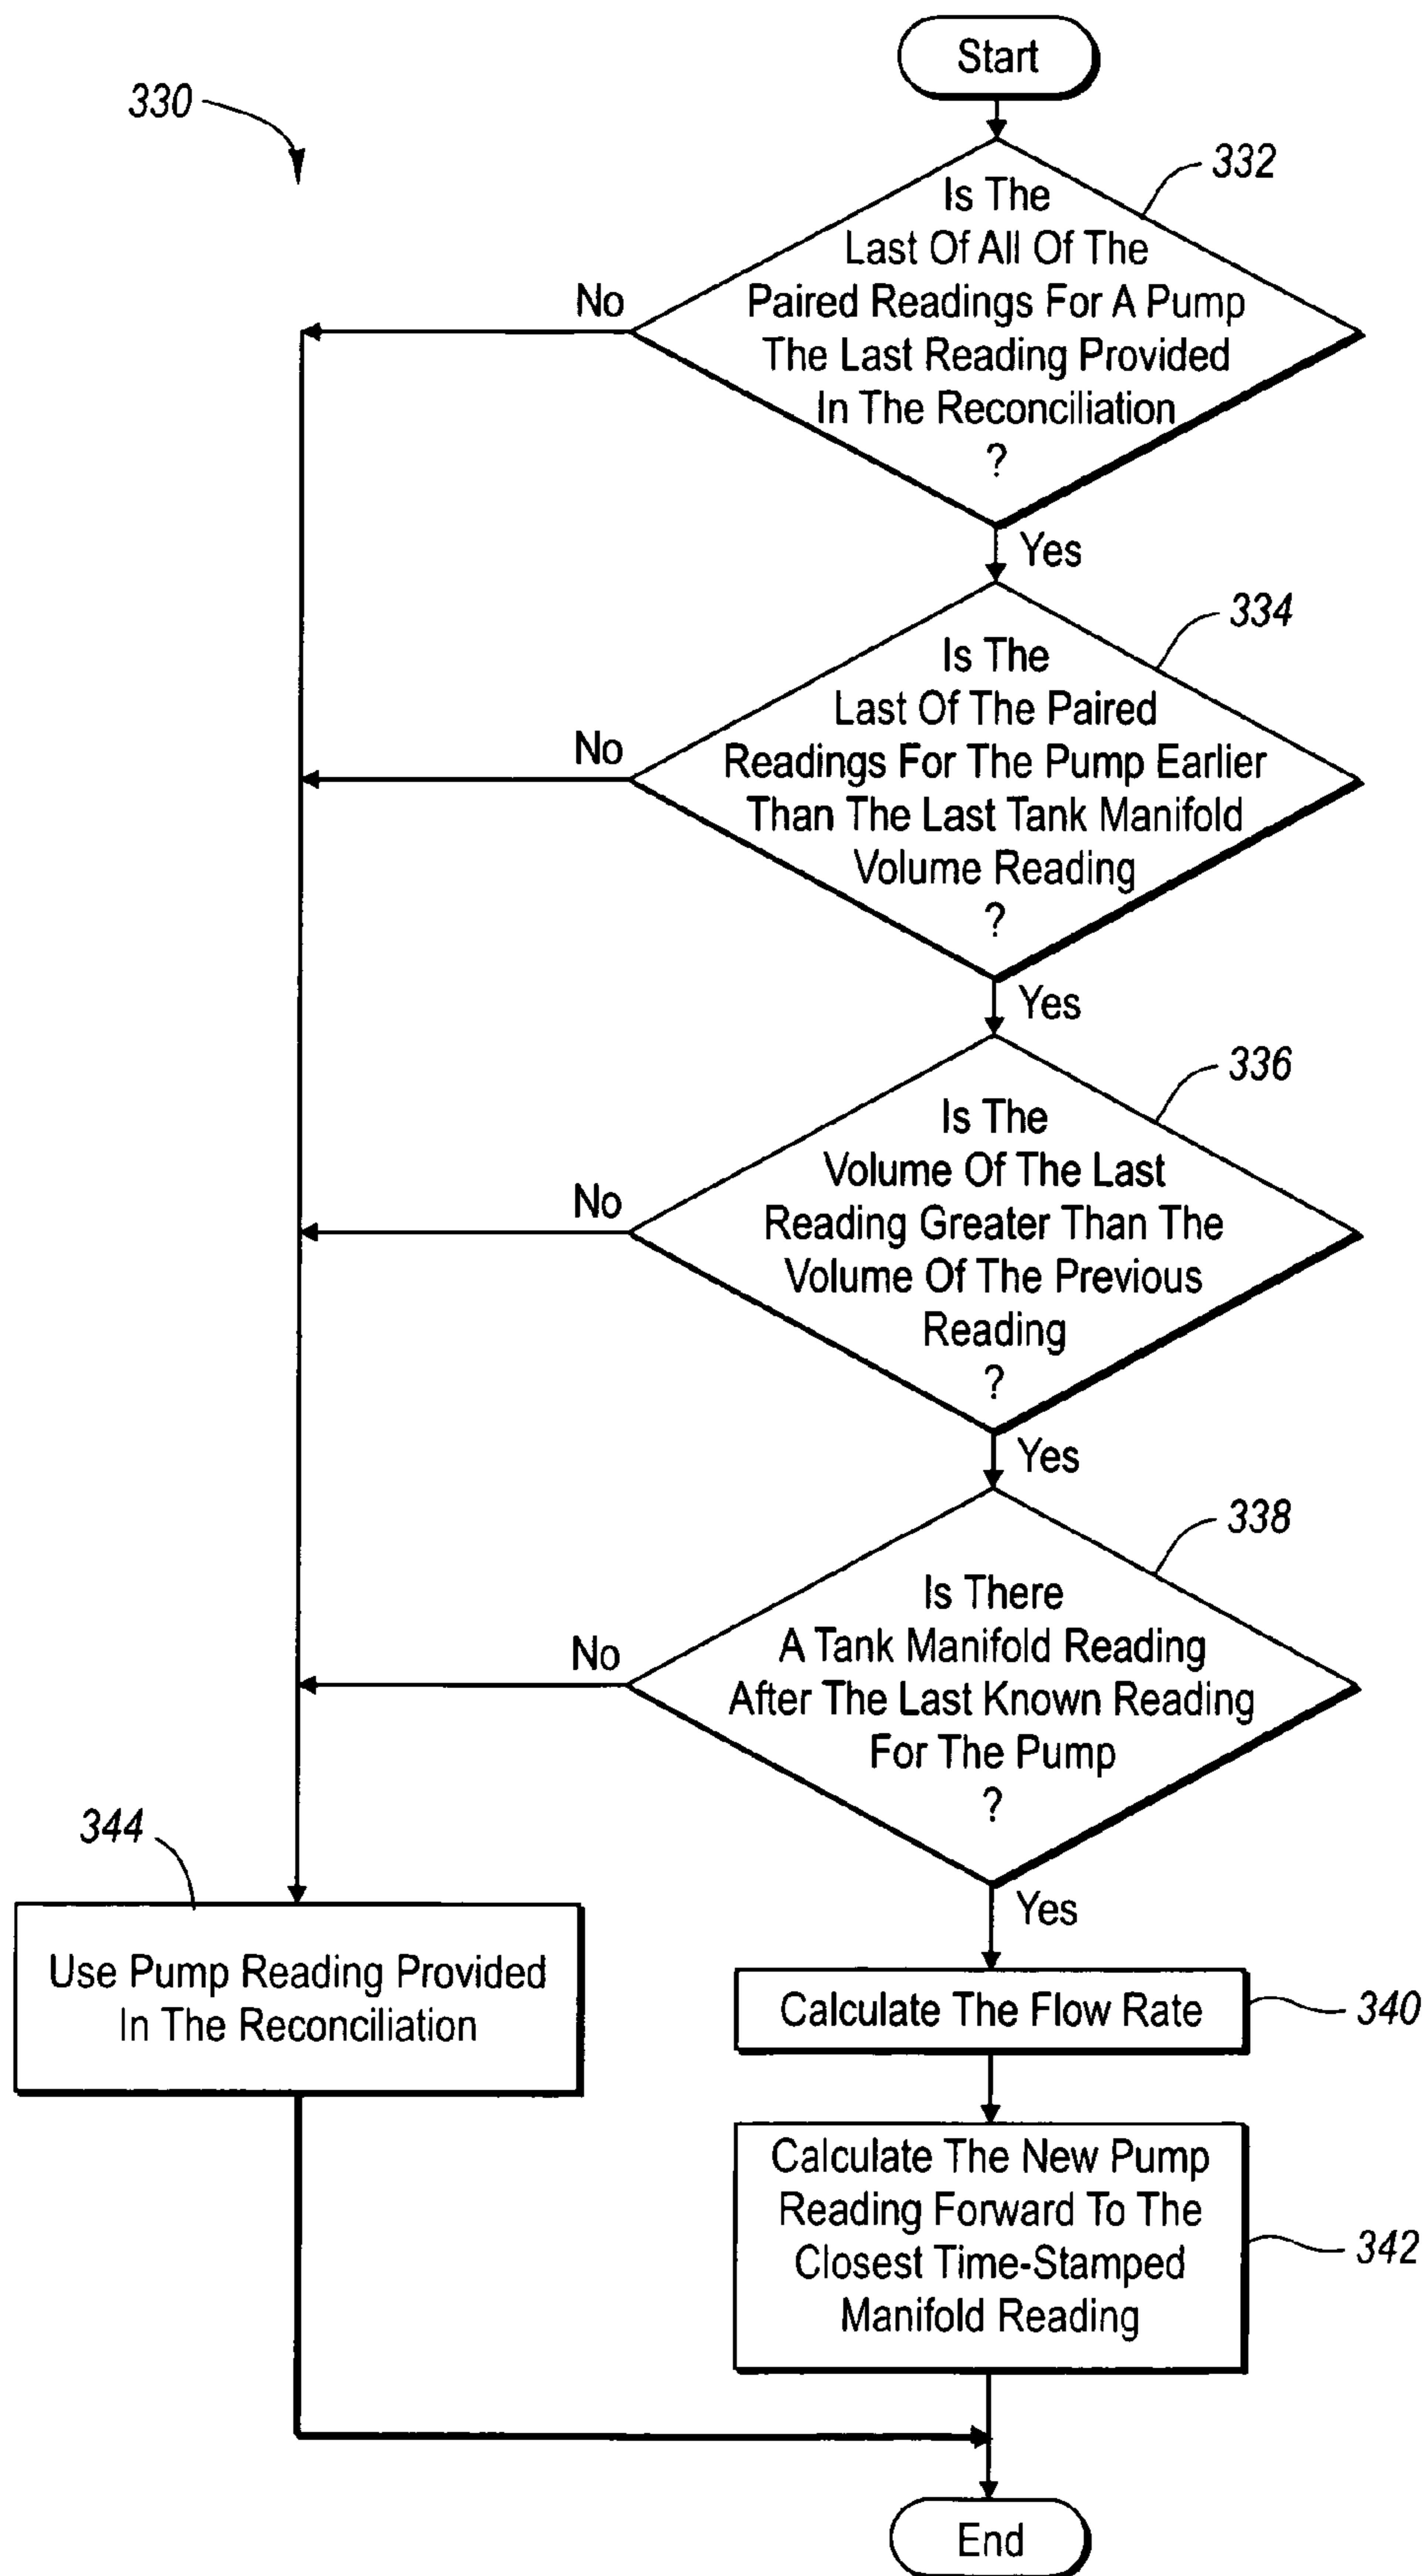 Start
330
332
Is The
Last Of All Of The
Paired Readings For A Pump
The Last Reading Provided
In The Reconciliation
?
No
Yes
334
Is The
Last Of The Paired
Readings For The Pump Earlier
Than The Last Tank Manifold
Volume Reading
?
No
Yes
336
Is The
Volume Of The Last
Reading Greater Than The
Volume Of The Previous
Reading
?
No
Yes
338
Is There
A Tank Manifold Reading
After The Last Known Reading
For The Pump
?
No
Yes
344
Use Pump Reading Provided
In The Reconciliation
Calculate The Flow Rate
340
Calculate The New Pump
Reading Forward To The
Closest Time-Stamped
Manifold Reading
342
End